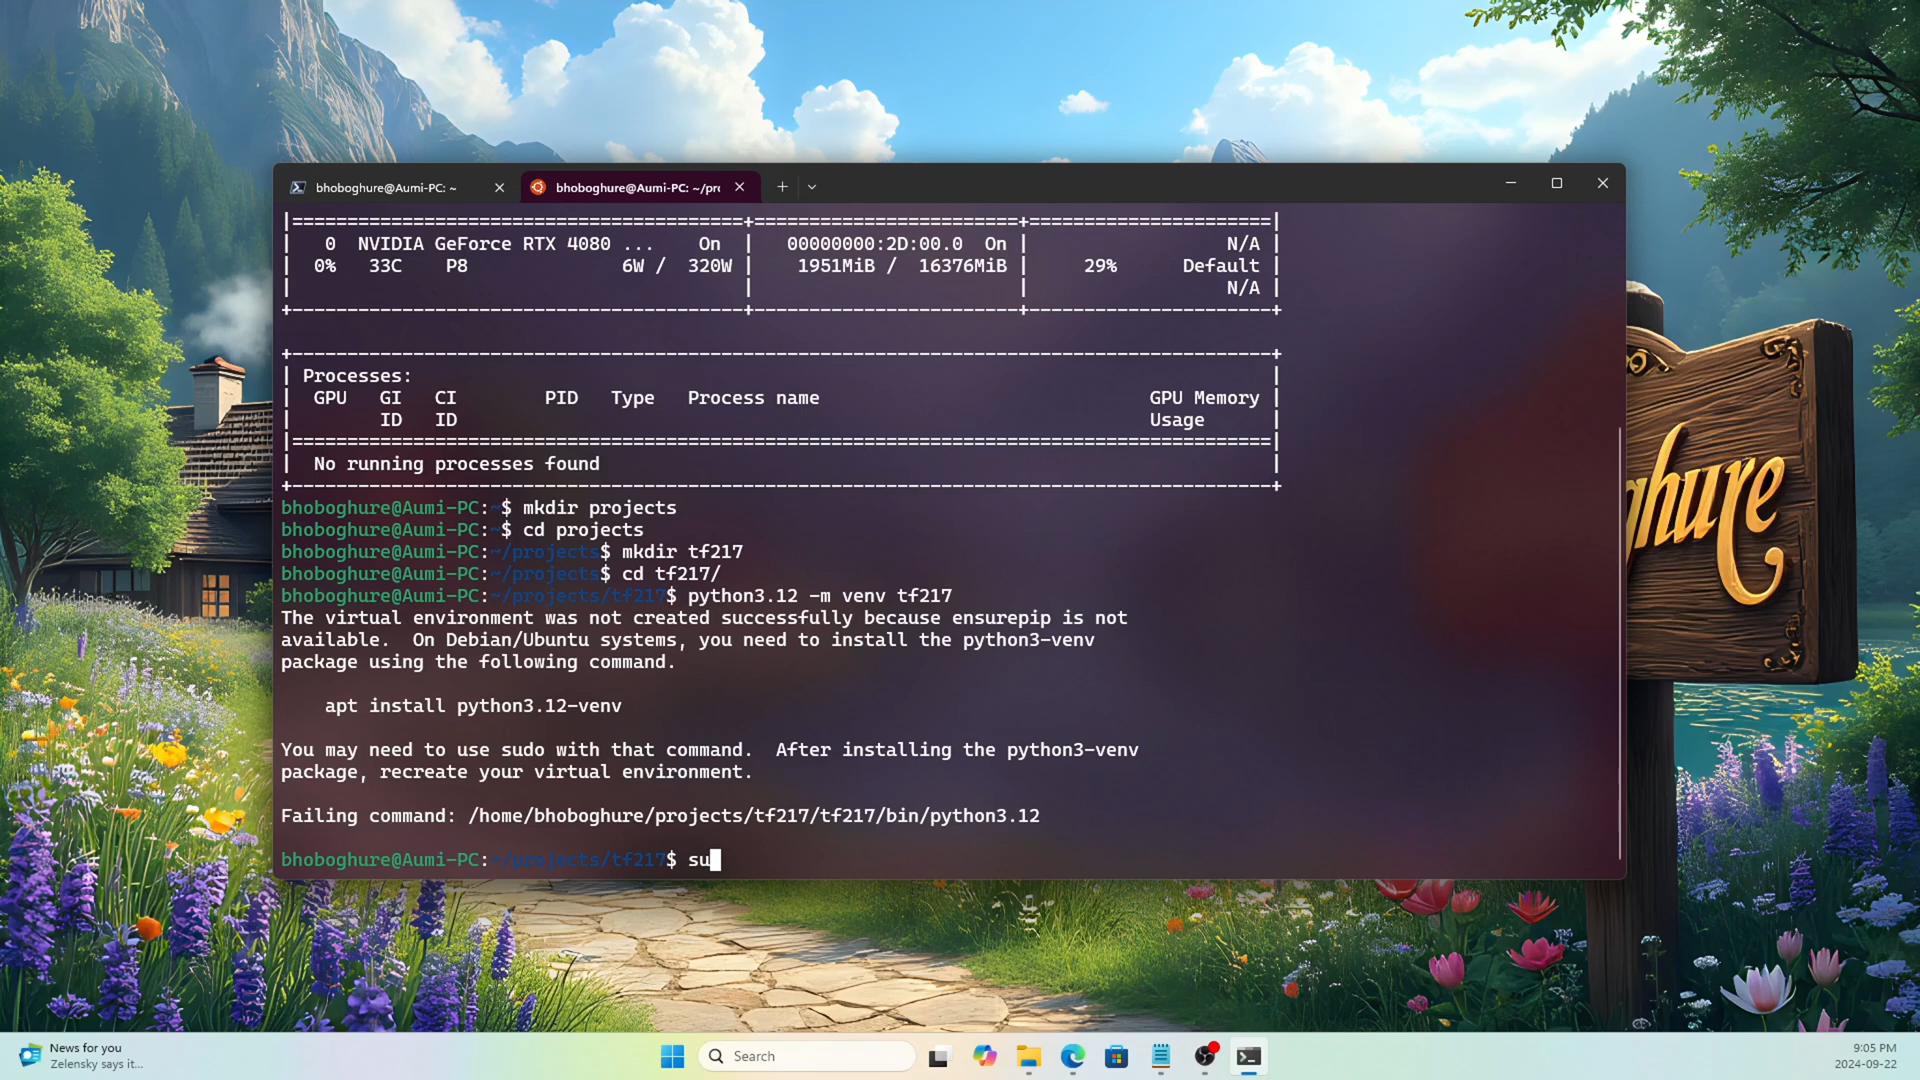 bhoboghure@Aumi-PC: ~
bhoboghure@Aumi-PC: ~/pr
|=========================================+======================+======================|
|   0  NVIDIA GeForce RTX 4080 ...    On  |   00000000:2D:00.0  On |                  N/A |
|  0%   33C    P8              6W /  320W |    1951MiB /  16376MiB |     29%      Default |
|                                         |                        |                  N/A |
+-----------------------------------------+------------------------+----------------------+
+-----------------------------------------------------------------------------------------+
| Processes:                                                                              |
|  GPU   GI   CI        PID   Type   Process name                              GPU Memory |
|        ID   ID                                                               Usage      |
|=========================================================================================|
|  No running processes found                                                             |
+-----------------------------------------------------------------------------------------+
bhoboghure@Aumi-PC:~$ mkdir projects
bhoboghure@Aumi-PC:~$ cd projects
bhoboghure@Aumi-PC:~/projects$ mkdir tf217
bhoboghure@Aumi-PC:~/projects$ cd tf217/
bhoboghure@Aumi-PC:~/projects/tf217$ python3.12 -m venv tf217
The virtual environment was not created successfully because ensurepip is not
available.  On Debian/Ubuntu systems, you need to install the python3-venv
package using the following command.
    apt install python3.12-venv
You may need to use sudo with that command.  After installing the python3-venv
package, recreate your virtual environment.
Failing command: /home/bhoboghure/projects/tf217/tf217/bin/python3.12
bhoboghure@Aumi-PC:~/projects/tf217$ su
ghure
News for you
Zelensky says it...
Search
9:05 PM
2024-09-22